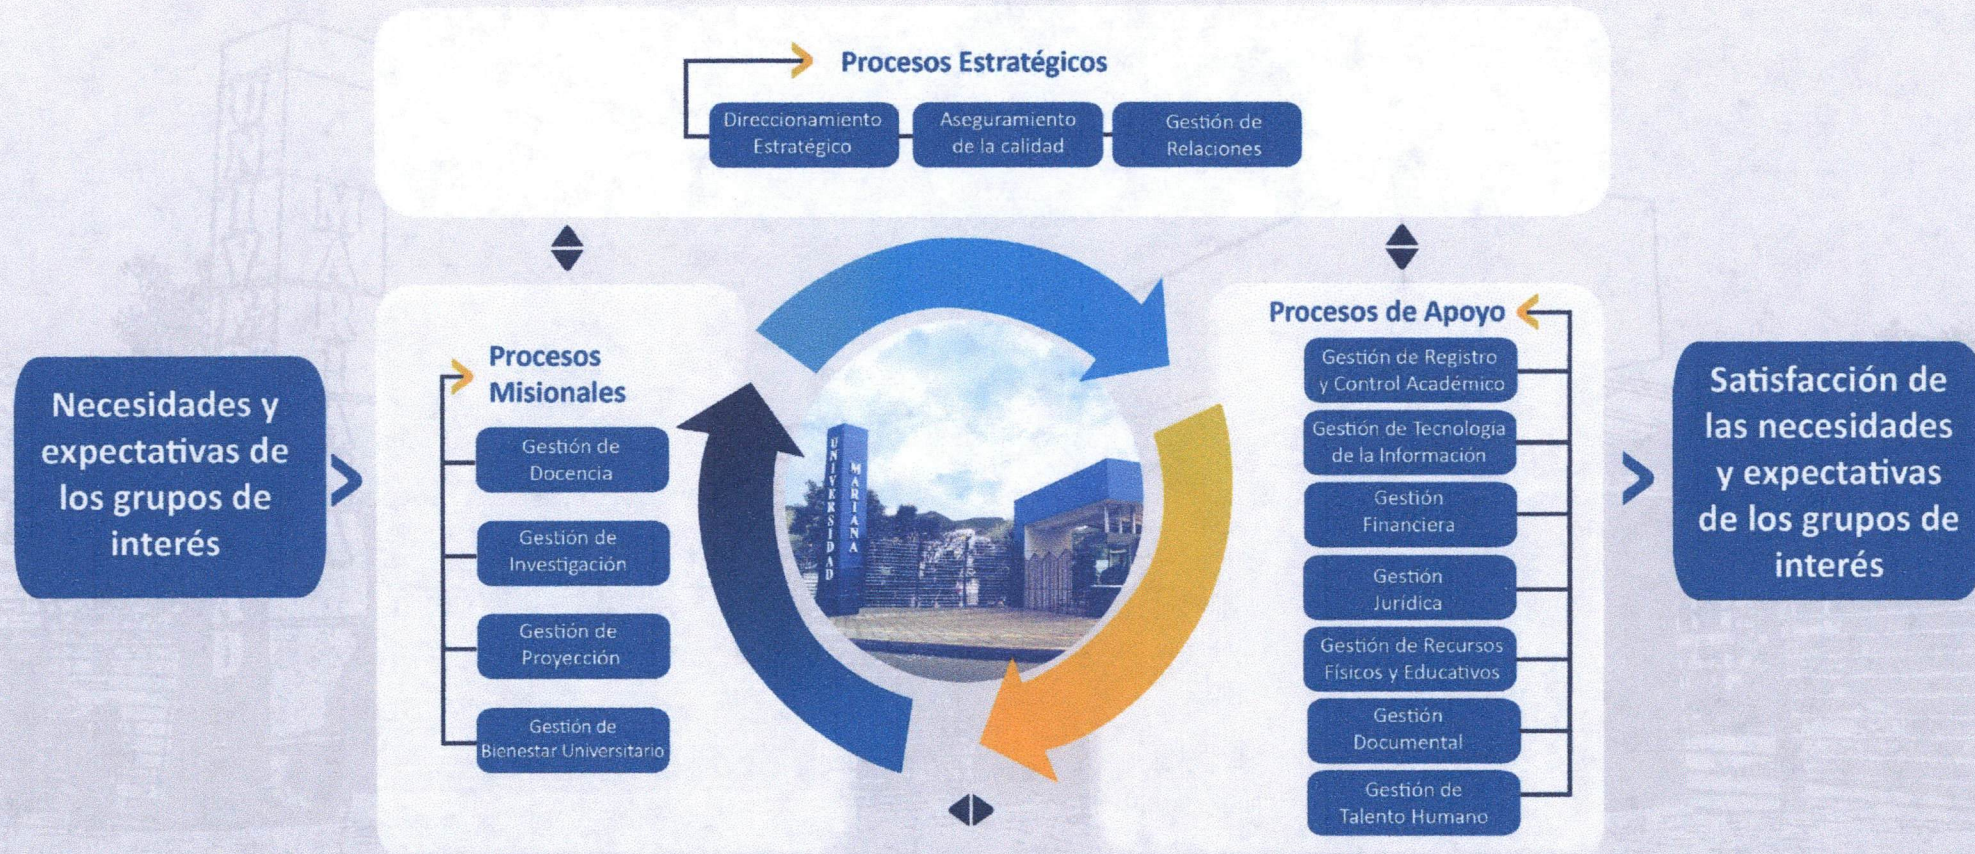 Procesos Estratégicos
Direccionamiento
Estratégico
Aseguramiento
de la calidad
Gestión de
Relaciones
Necesidades y
expectativas de
los grupos de
interés
Procesos
Misionales
Gestión de
Docencia
Gestión de
Investigación
Gestión de
Proyección
Gestión de
Bienestar Universitario
UNIVERSIDAD
MARIANA
Procesos de Apoyo
Gestión de Registro
y Control Académico
Gestión de Tecnología
de la Información
Gestión
Financiera
Gestión
Jurídica
Gestión de Recursos
Físicos y Educativos
Gestión
Documental
Gestión de
Talento Humano
Satisfacción de
las necesidades
y expectativas
de los grupos de
interés